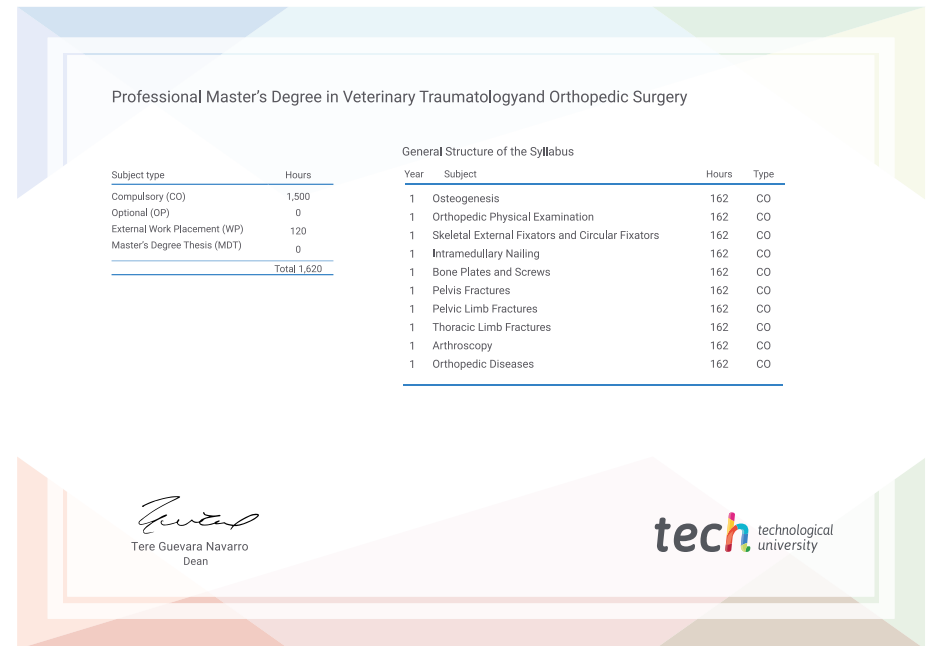 Professional Master's Degree in Veterinary Traumatologyand Orthopedic Surgery
Subject type Hours
Compulsory (CO) 1,500
Optional (OP) 0
External Work Placement (WP) 120
Master's Degree Thesis (MDT) 0
Total 1,620
General Structure of the Syllabus
Year Subject Hours Type
1 Osteogenesis 162 CO
1 Orthopedic Physical Examination 162 CO
1 Skeletal External Fixators and Circular Fixators 162 CO
1 Intramedullary Nailing 162 CO
1 Bone Plates and Screws 162 CO
1 Pelvis Fractures 162 CO
1 Pelvic Limb Fractures 162 CO
1 Thoracic Limb Fractures 162 CO
1 Arthroscopy 162 CO
1 Orthopedic Diseases 162 CO
Tere Guevara Navarro
Dean
tech technological
university